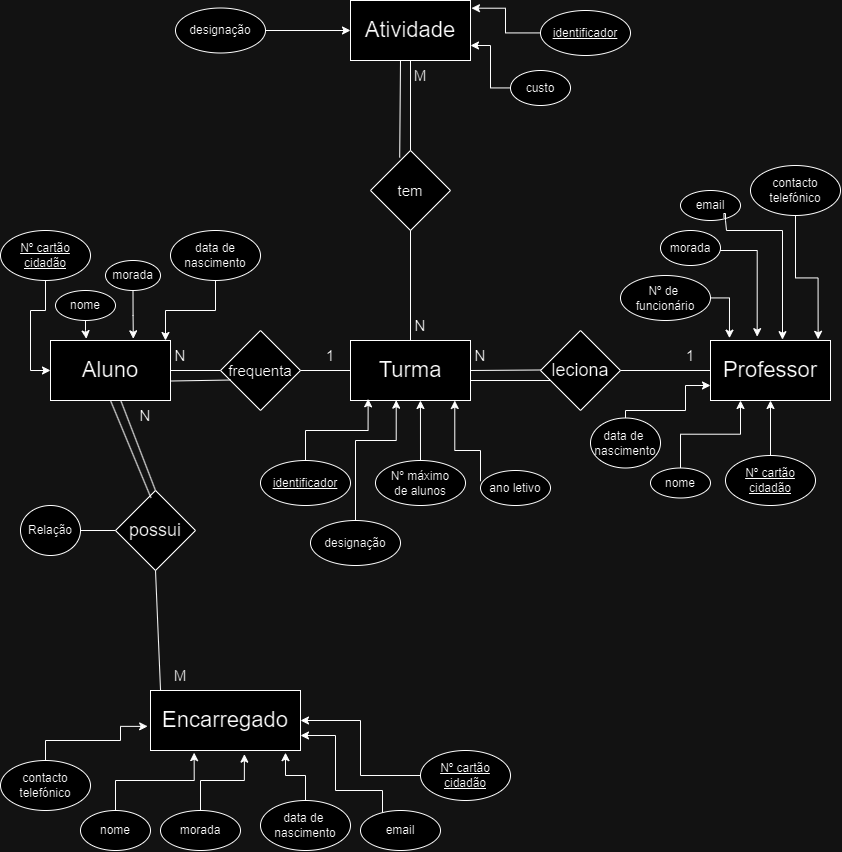 designação
Atividade
identificador
custo
M
tem
N
contacto
telefónico
email
morada
Nº de
funcionário
Nº cartão
cidadão
nome
morada
data de
nascimento
Aluno
N
frequenta
1
Turma
N
leciona
1
Professor
N
identificador
designação
Nº máximo
de alunos
ano letivo
data de
nascimento
nome
Nº cartão
cidadão
Relação
possui
M
Encarregado
contacto
telefónico
nome
morada
data de
nascimento
email
Nº cartão
cidadão